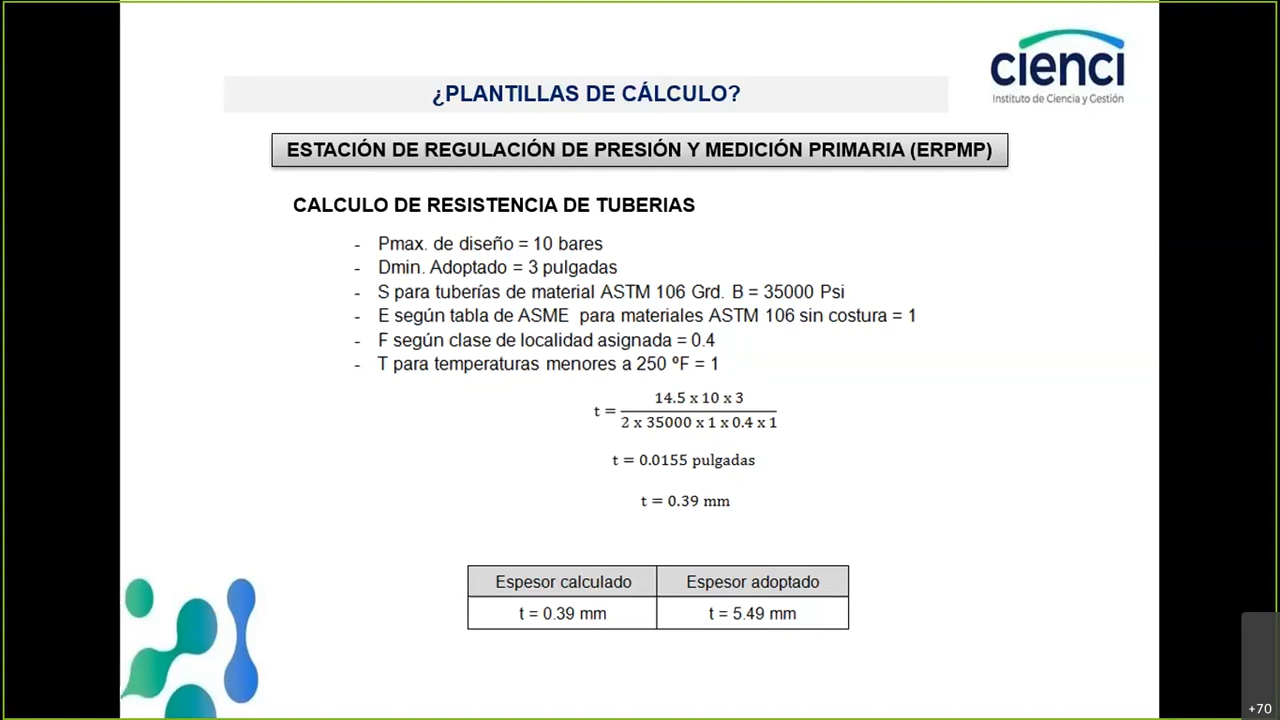 cienci
Instituto de Ciencia y Gestión
¿PLANTILLAS DE CÁLCULO?
ESTACIÓN DE REGULACIÓN DE PRESIÓN Y MEDICIÓN PRIMARIA (ERPMP)
CALCULO DE RESISTENCIA DE TUBERIAS
- Pmax. de diseño = 10 bares
- Dmin. Adoptado = 3 pulgadas
- S para tuberías de material ASTM 106 Grd. B = 35000 Psi
- E según tabla de ASME para materiales ASTM 106 sin costura = 1
- F según clase de localidad asignada = 0.4
- T para temperaturas menores a 250 ºF = 1
14.5 x 10 x 3
t =
2 x 35000 x 1 x 0.4 x 1
t = 0.0155 pulgadas
t = 0.39 mm
Espesor calculado Espesor adoptado
t = 0.39 mm t = 5.49 mm
+70